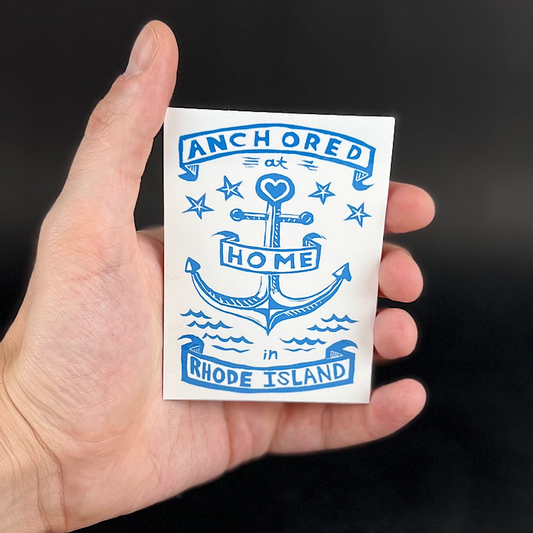 ANCHORED
at
HOME
in
RHODE ISLAND